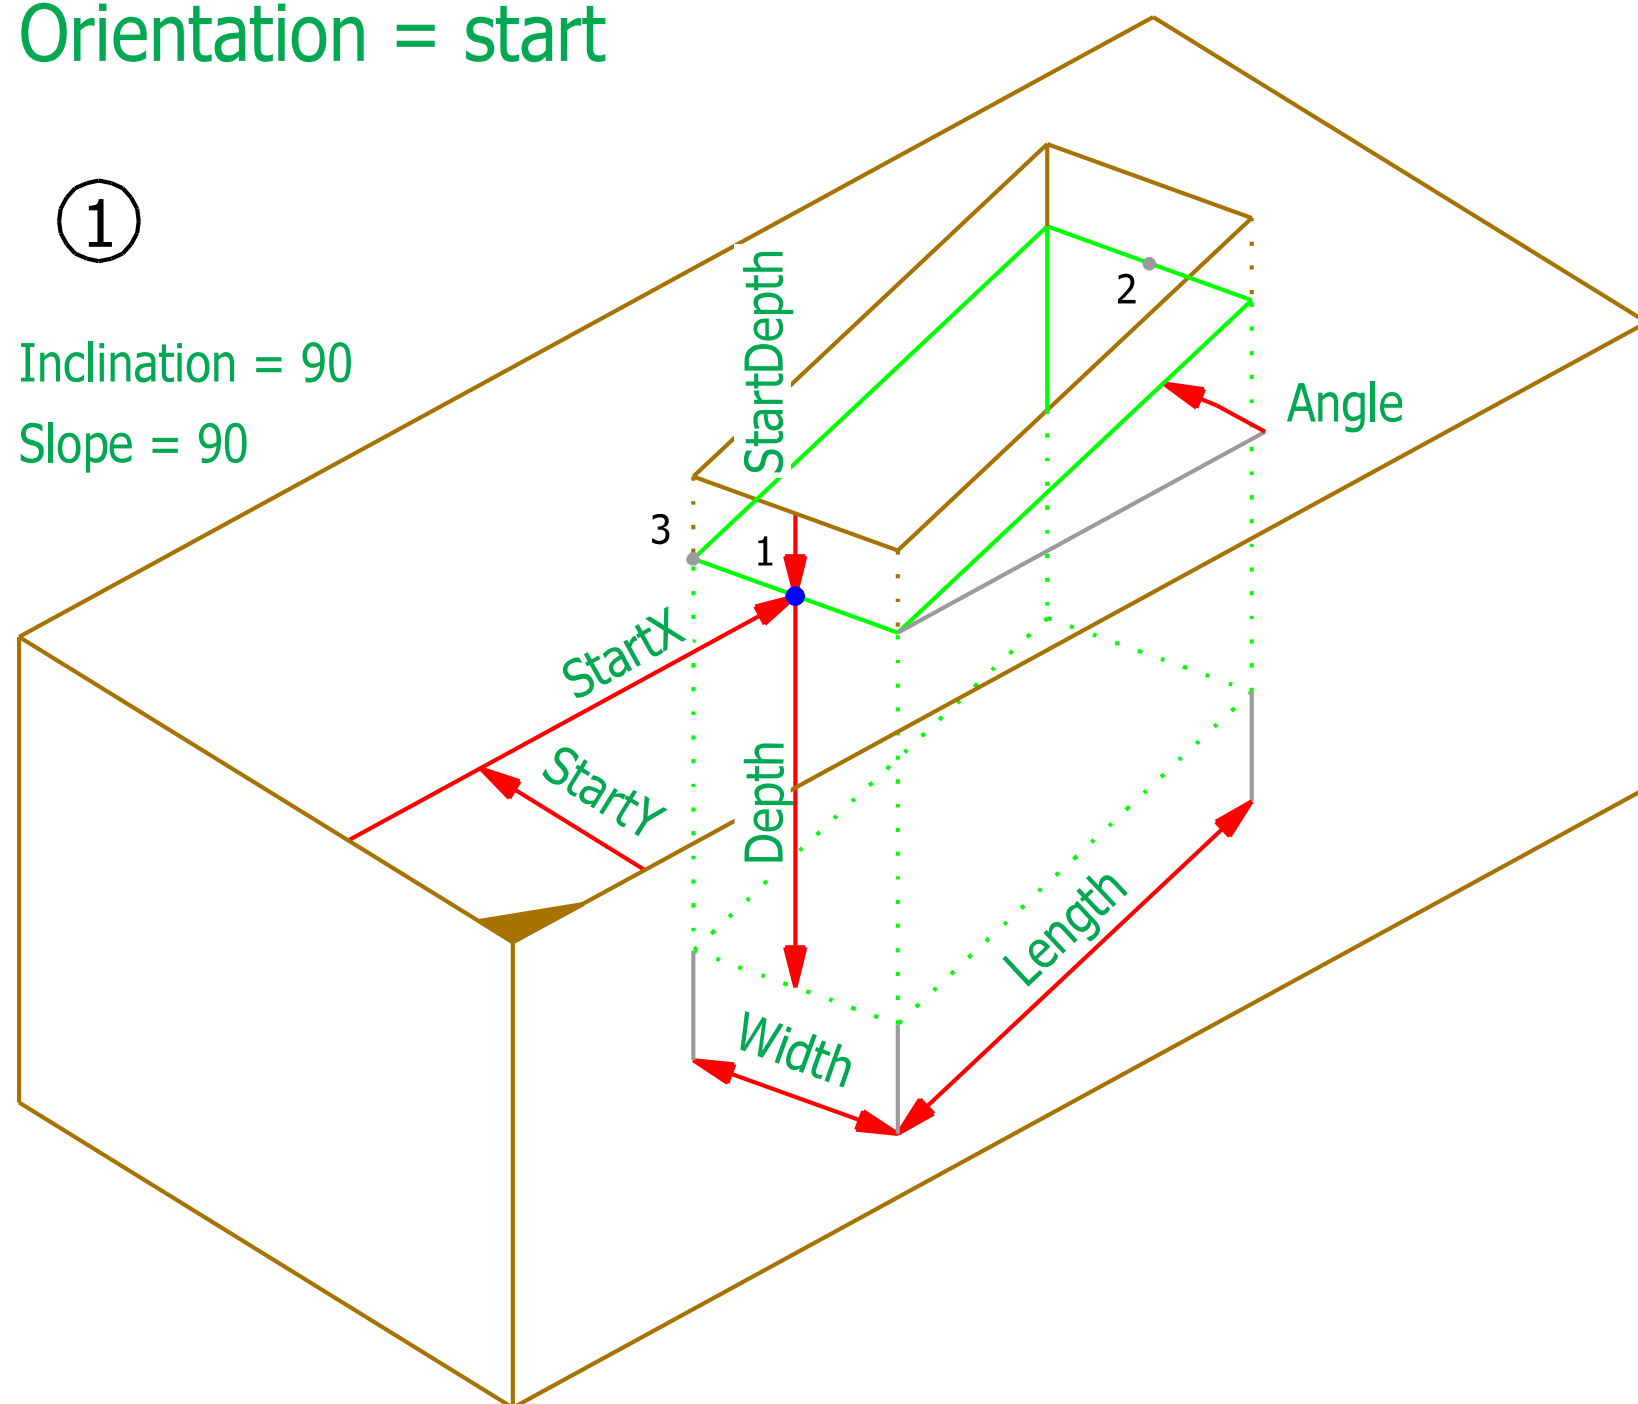 Orientation = start
1
Inclination = 90
Slope = 90
StartDepth
2
Angle
3
1
StartX
StartY
Depth
Length
Width